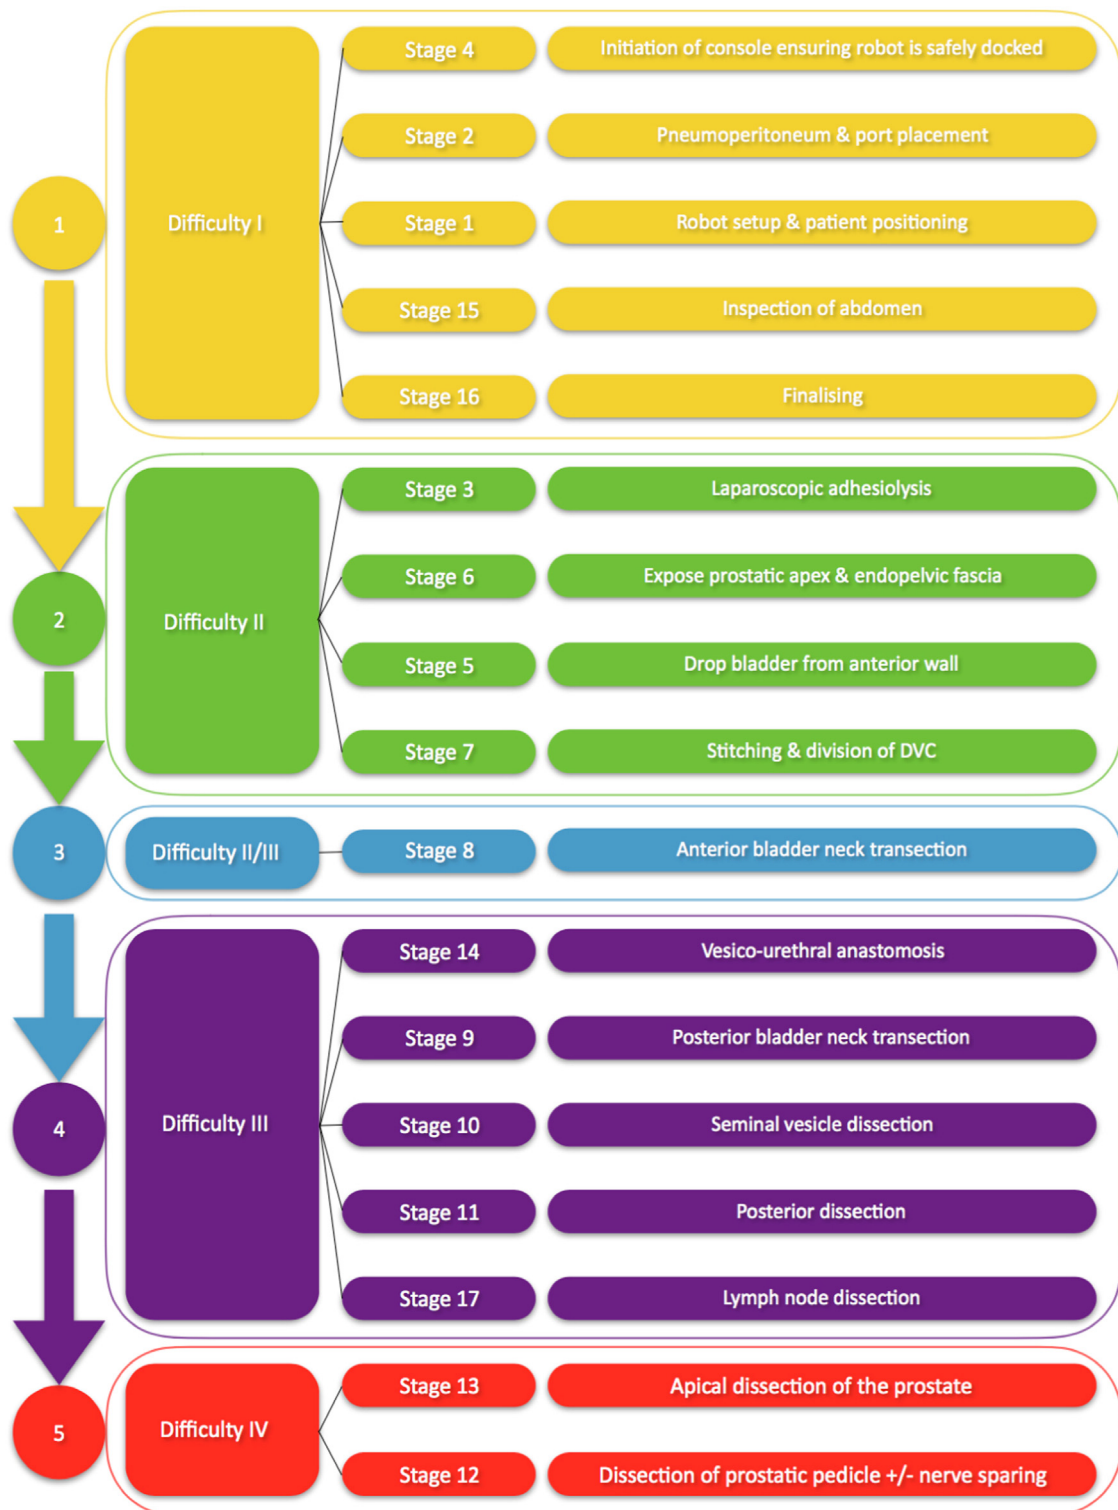 1
Difficulty I
Stage 4 Initiation of console ensuring robot is safely docked
Stage 2 Pneumoperitoneum & port placement
Stage 1 Robot setup & patient positioning
Stage 15 Inspection of abdomen
Stage 16 Finalising
2
Difficulty II
Stage 3 Laparoscopic adhesiolysis
Stage 6 Expose prostatic apex & endopelvic fascia
Stage 5 Drop bladder from anterior wall
Stage 7 Stitching & division of DVC
3
Difficulty II/III
Stage 8 Anterior bladder neck transection
4
Difficulty III
Stage 14 Vesico-urethral anastomosis
Stage 9 Posterior bladder neck transection
Stage 10 Seminal vesicle dissection
Stage 11 Posterior dissection
Stage 17 Lymph node dissection
5
Difficulty IV
Stage 13 Apical dissection of the prostate
Stage 12 Dissection of prostatic pedicle +/- nerve sparing